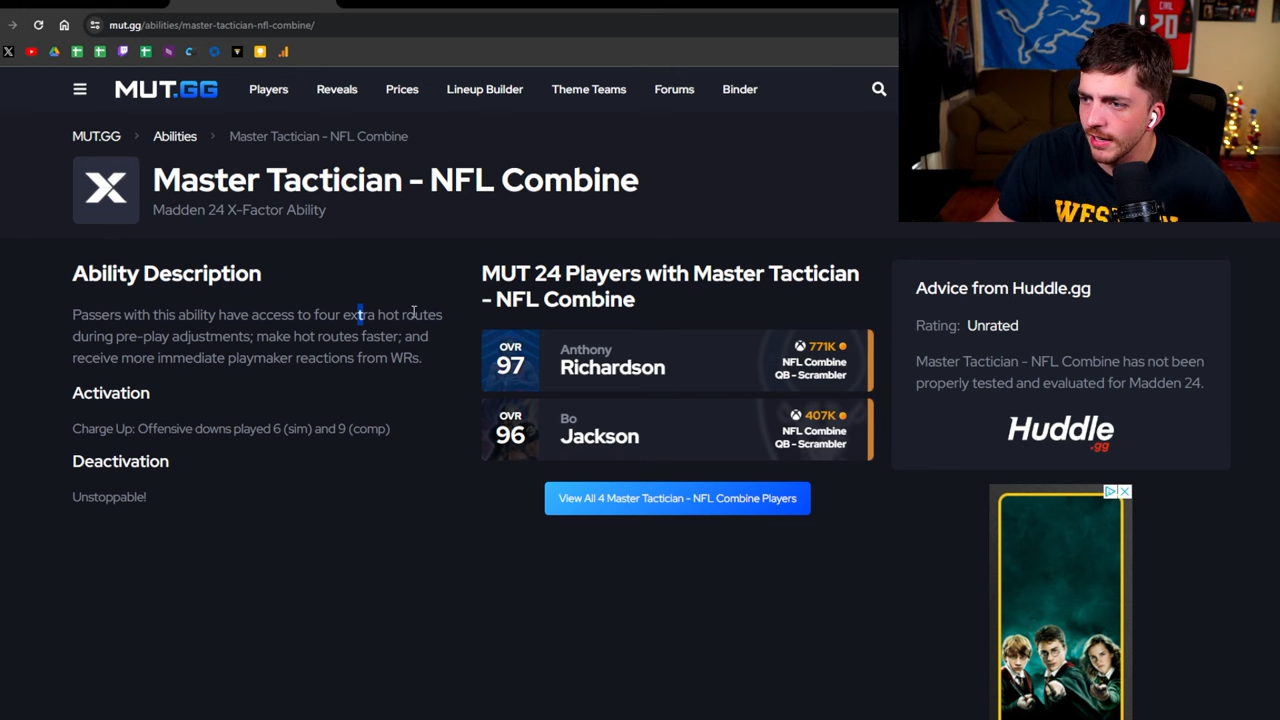 mut.gg/abilities/master-tactician-nfl-combine/
MUT.GG
Players
Reveals
Prices
Lineup Builder
Theme Teams
Forums
Binder
MUT.GG > Abilities > Master Tactician - NFL Combine
Master Tactician - NFL Combine
Madden 24 X-Factor Ability
Ability Description
Passers with this ability have access to four extra hot routes
during pre-play adjustments; make hot routes faster; and
receive more immediate playmaker reactions from WRs.
Activation
Charge Up: Offensive downs played 6 (sim) and 9 (comp)
Deactivation
Unstoppable!
MUT 24 Players with Master Tactician
- NFL Combine
OVR
97
Anthony
Richardson
771K
NFL Combine
QB - Scrambler
OVR
96
Bo
Jackson
407K
NFL Combine
QB - Scrambler
View All 4 Master Tactician - NFL Combine Players
Advice from Huddle.gg
Rating: Unrated
Master Tactician - NFL Combine has not been
properly tested and evaluated for Madden 24.
Huddle
.gg
20